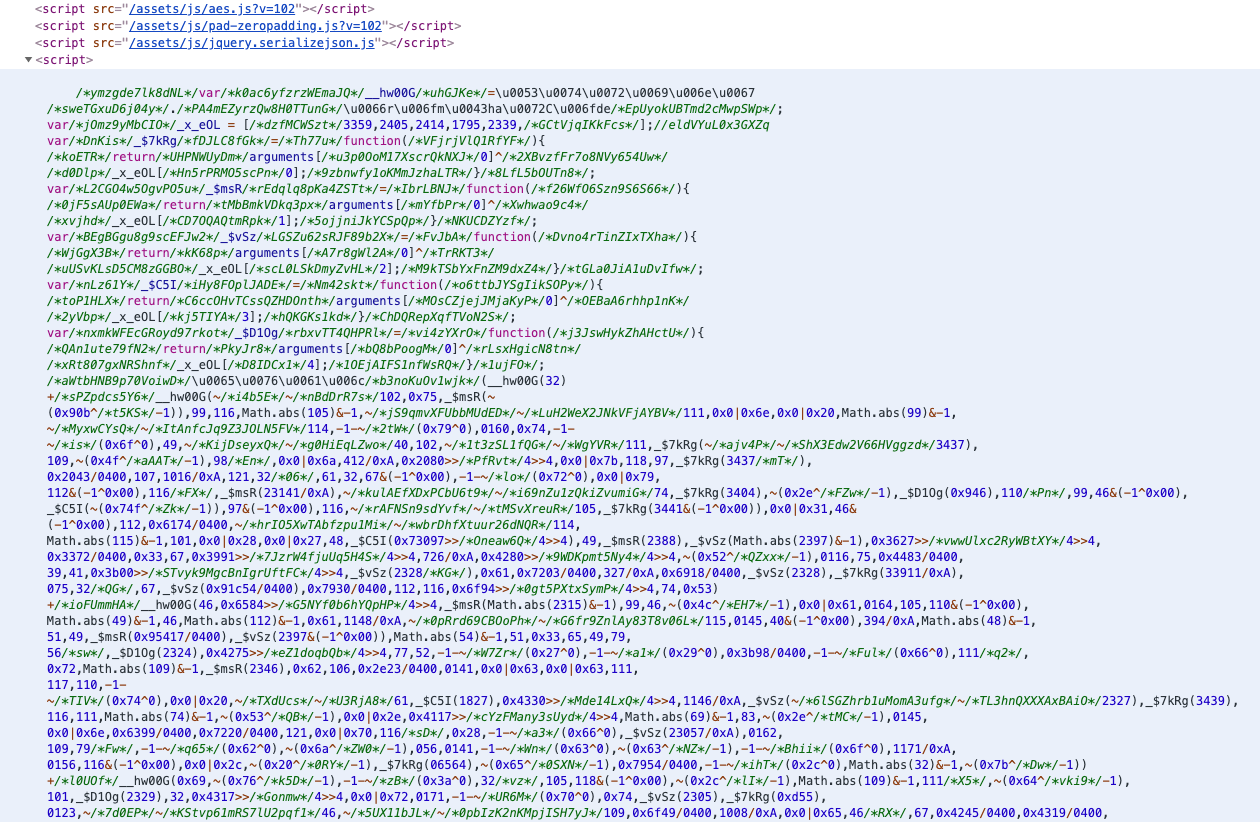 <script src="/assets/js/aes.js?v=102"></script>
<script src="/assets/js/pad-zeropadding.js?v=102"></script>
<script src="/assets/js/jquery.serializejson.js"></script>
▼<script>
/*ymzgde7lk8dNL*/var/*k0ac6yfzrzWEmaJQ*/__hw00G/*uhGJKe*/=\u0053\u0074\u0072\u0069\u006e\u0067
/*sweTGxuD6j04y*/./*PA4mEZyrzQw8H0TTunG*/\u0066r\u006fm\u0043ha\u0072C\u006fde/*EpUyokUBTmd2cMwpSWp*/;
var/*jOmz9yMbCIO*/_x_eOL = [/*dzfMCWSzt*/3359,2405,2414,1795,2339,/*GCtVjqIKkFcs*/];//eldVYuL0x3GXZq
var/*DnKis*/_$7kRg/*fDJLC8fGk*/=/*Th77u*/function(/*VFjrjVlQ1RfYF*/){
/*koETR*/return/*UHPNWUyDm*/arguments[/*u3p0OoM17XscrQkNXJ*/0]^/*2XBvzfFr7o8NVy654Uw*/
/*d0Dlp*/_x_eOL[/*Hn5rPRMO5scPn*/0];/*9zbnwfy1oKMmJzhaLTR*/}/*8LfL5bOUTn8*/;
var/*L2CGO4w5OgvPO5u*/_$msR/*rEdqlq8pKa4ZSTt*/=/*IbrLBNJ*/function(/*f26WfO6Szn9S6S66*/){
/*0jF5sAUp0EWa*/return/*tMbBmkVDkq3px*/arguments[/*mYfbPr*/0]^/*Xwhwao9c4*/
/*xvjhd*/_x_eOL[/*CD7OQAQtmRpk*/1];/*5ojjniJkYCSpQp*/}/*NKUCDZYzf*/;
var/*BEgBGgu8g9scEFJw2*/_$vSz/*LGSZu62sRJF89b2X*/=/*FvJbA*/function(/*Dvno4rTinZIxTXha*/){
/*WjGgX3B*/return/*kK68p*/arguments[/*A7r8gWl2A*/0]^/*TrRKT3*/
/*uUSvKLsD5CM8zGGBO*/_x_eOL[/*scL0LSkDmyZvHL*/2];/*M9kTSbYxFnZM9dxZ4*/}/*tGLa0JiA1uDvIfw*/;
var/*nLz61Y*/_$C5I/*iHy8FOplJADE*/=/*Nm42skt*/function(/*o6ttbJYSgIikSOPy*/){
/*toP1HLX*/return/*C6ccOHvTCssQZHDOnth*/arguments[/*MOsCZjejJMjaKyP*/0]^/*OEBaA6rhhp1nK*/
/*2yVbp*/_x_eOL[/*kj5TIYA*/3];/*hQKGKs1kd*/}/*ChDQRepXqfTVoN2S*/;
var/*nxmkWFEcGRoyd97rkot*/_$D1Og/*rbxvTT4QHPRl*/=/*vi4zYXrO*/function(/*j3JswHykZhAHctU*/){
/*QAn1ute79fN2*/return/*PkyJr8*/arguments[/*bQ8bPoogM*/0]^/*rLsxHgicN8tn*/
/*xRt807gxNRShnf*/_x_eOL[/*D8IDCx1*/4];/*1OEjAIFS1nfWsRQ*/}/*1ujFO*/;
/*aWtbHNB9p70VoiwD*/\u0065\u0076\u0061\u006c/*b3noKuOv1wjk*/(__hw00G(32)
+/*sPZpdcs5Y6*/__hw00G(~/*i4b5E*/~/*nBdDrR7s*/102,0x75,_$msR(~
(0x90b^/*t5KS*/-1)),99,116,Math.abs(105)&-1,~/*jS9qmvXFUbbMUdED*/~/*LuH2WeX2JNkVFjAYBV*/111,0x0|0x6e,0x0|0x20,Math.abs(99)&-1,
~/*MyxwCYsQ*/~/*ItAnfcJq9Z3JOLN5FV*/114,-1-~/*2tW*/(0x79^0),0160,0x74,-1-
~/*is*/(0x6f^0),49,~/*KijDseyxQ*/~/*g0HiEqLZwo*/40,102,~/*1t3zSL1fQG*/~/*WgYVR*/111,_$7kRg(~/*ajv4P*/~/*ShX3Edw2V66HVggzd*/3437),
109,~(0x4f^/*aAAT*/-1),98/*En*/,0x0|0x6a,412/0xA,0x2080>>/*PfRvt*/4>>4,0x0|0x7b,118,97,_$7kRg(3437/*mT*/),
0x2043/0400,107,1016/0xA,121,32/*06*/,61,32,67&(-1^0x00),-1-~/*lo*/(0x72^0),0x0|0x79,
112&(-1^0x00),116/*FX*/,_$msR(23141/0xA),~/*kulAEfXDxPCbU6t9*/~/*i69nZu1zQkiZvumiG*/74,_$7kRg(3404),~(0x2e^/*FZw*/-1),_$D1Og(0x946),110/*Pn*/,99,46&(-1^0x00),
_$C5I(~(0x74f^/*Zk*/-1)),97&(-1^0x00),116,~/*rAFNSn9sdYvf*/~/*tMSvXreuR*/105,_$7kRg(3441&(-1^0x00)),0x0|0x31,46&
(-1^0x00),112,0x6174/0400,~/*hrIO5XwTAbfzpu1Mi*/~/*wbrDhfXtuur26dNQR*/114,
Math.abs(115)&-1,101,0x0|0x28,0x0|0x27,48,_$C5I(0x73097>>/*Oneaw6Q*/4>>4),49,_$msR(2388),_$vSz(Math.abs(2397)&-1),0x3627>>/*vwwUlxc2RyWBtXY*/4>>4,
0x3372/0400,0x33,67,0x3991>>/*7JzrW4fjuUq5H4S*/4>>4,726/0xA,0x4280>>/*9WDKpmt5Ny4*/4>>4,~(0x52^/*QZxx*/-1),0116,75,0x4483/0400,
39,41,0x3b00>>/*STvyk9MgcBnIgrUftFC*/4>>4,_$vSz(2328/*KG*/),0x61,0x7203/0400,327/0xA,0x6918/0400,_$vSz(2328),_$7kRg(33911/0xA),
075,32/*QG*/,67,_$vSz(0x91c54/0400),0x7930/0400,112,116,0x6f94>>/*0gt5PXtxSymP*/4>>4,74,0x53)
+/*ioFUmmHA*/__hw00G(46,0x6584>>/*G5NYf0b6hYQpHP*/4>>4,_$msR(Math.abs(2315)&-1),99,46,~(0x4c^/*EH7*/-1),0x0|0x61,0164,105,110&(-1^0x00),
Math.abs(49)&-1,46,Math.abs(112)&-1,0x61,1148/0xA,~/*0pRrd69CBOoPh*/~/*G6fr9ZnlAy83T8v06L*/115,0145,40&(-1^0x00),394/0xA,Math.abs(48)&-1,
51,49,_$msR(0x95417/0400),_$vSz(2397&(-1^0x00)),Math.abs(54)&-1,51,0x33,65,49,79,
56/*sw*/,_$D1Og(2324),0x4275>>/*eZ1doqbQb*/4>>4,77,52,-1-~/*W7Zr*/(0x27^0),-1-~/*a1*/(0x29^0),0x3b98/0400,-1-~/*Ful*/(0x66^0),111/*q2*/,
0x72,Math.abs(109)&-1,_$msR(2346),0x62,106,0x2e23/0400,0141,0x0|0x63,0x0|0x63,111,
117,110,-1-
~/*TIV*/(0x74^0),0x0|0x20,~/*TXdUcs*/~/*U3RjA8*/61,_$C5I(1827),0x4330>>/*Mde14LxQ*/4>>4,1146/0xA,_$vSz(~/*6lSGZhrb1uMomA3ufg*/~/*TL3hnQXXXAxBAiO*/2327),_$7kRg(3439),
116,111,Math.abs(74)&-1,~(0x53^/*QB*/-1),0x0|0x2e,0x4117>>/*cYzFMany3sUyd*/4>>4,Math.abs(69)&-1,83,~(0x2e^/*tMC*/-1),0145,
0x0|0x6e,0x6399/0400,0x7220/0400,121,0x0|0x70,116/*sD*/,0x28,-1-~/*a3*/(0x66^0),_$vSz(23057/0xA),0162,
109,79/*Fw*/,-1-~/*q65*/(0x62^0),~(0x6a^/*ZW0*/-1),056,0141,-1-~/*Wn*/(0x63^0),~(0x63^/*NZ*/-1),-1-~/*Bhii*/(0x6f^0),1171/0xA,
0156,116&(-1^0x00),0x0|0x2c,~(0x20^/*0RY*/-1),_$7kRg(06564),~(0x65^/*0SXN*/-1),0x7954/0400,-1-~/*ihT*/(0x2c^0),Math.abs(32)&-1,~(0x7b^/*Dw*/-1))
+/*l0UOf*/__hw00G(0x69,~(0x76^/*k5D*/-1),-1-~/*zB*/(0x3a^0),32/*vz*/,105,118&(-1^0x00),~(0x2c^/*lI*/-1),Math.abs(109)&-1,111/*X5*/,~(0x64^/*vki9*/-1),
101,_$D1Og(2329),32,0x4317>>/*Gonmw*/4>>4,0x0|0x72,0171,-1-~/*UR6M*/(0x70^0),0x74,_$vSz(2305),_$7kRg(0xd55),
0123,~/*7d0EP*/~/*KStvp61mRS7lU2pqf1*/46,~/*5UX11bJL*/~/*0pbIzK2nKMpjISH7yJ*/109,0x6f49/0400,1008/0xA,0x0|0x65,46/*RX*/,67,0x4245/0400,0x4319/0400,